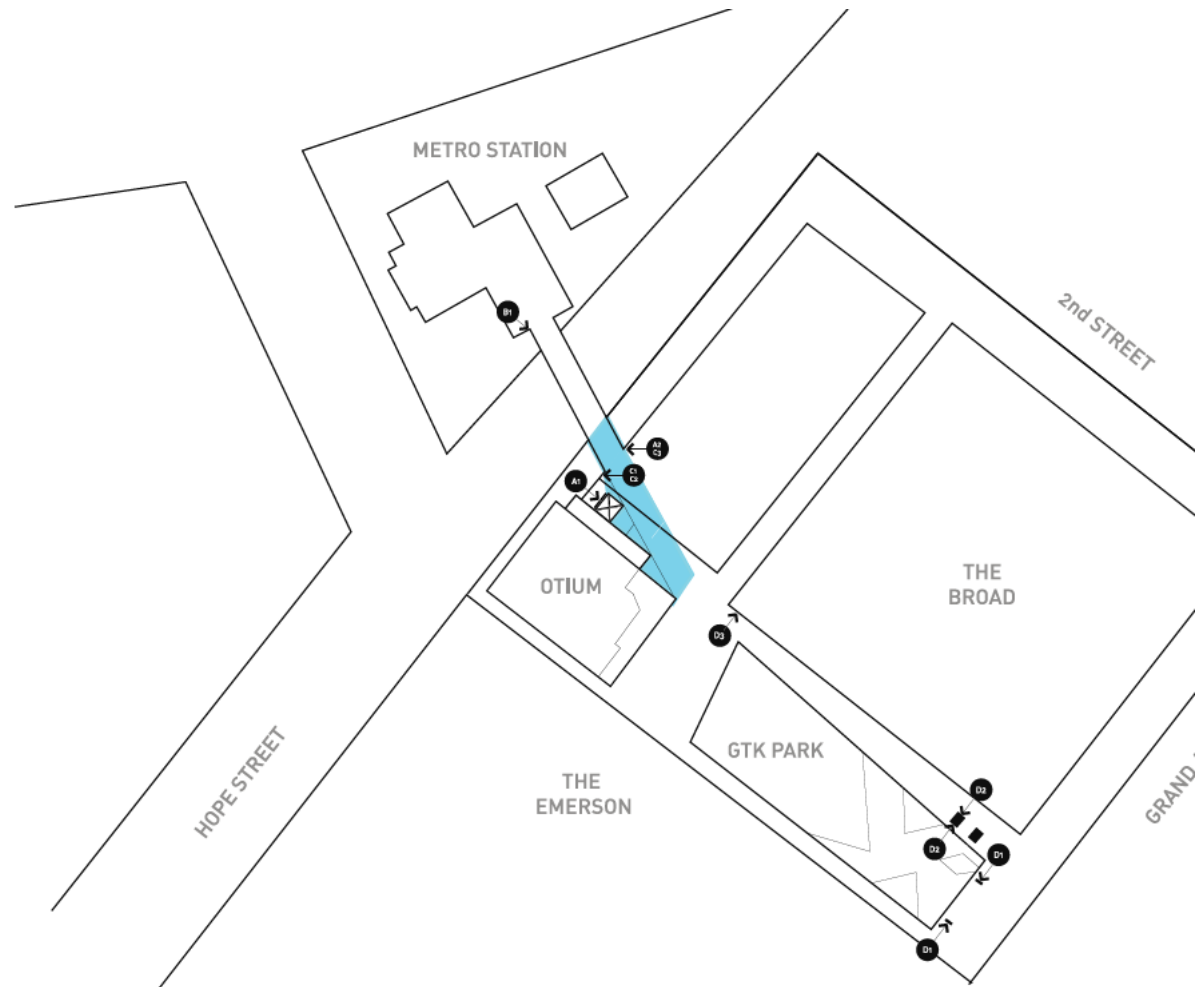 METRO STATION
2nd STREET
B1
A2
C3
C1
C2
A1
OTIUM
THE
BROAD
D3
GTK PARK
HOPE STREET
THE
EMERSON
D2
GRAND
D2
D1
D1